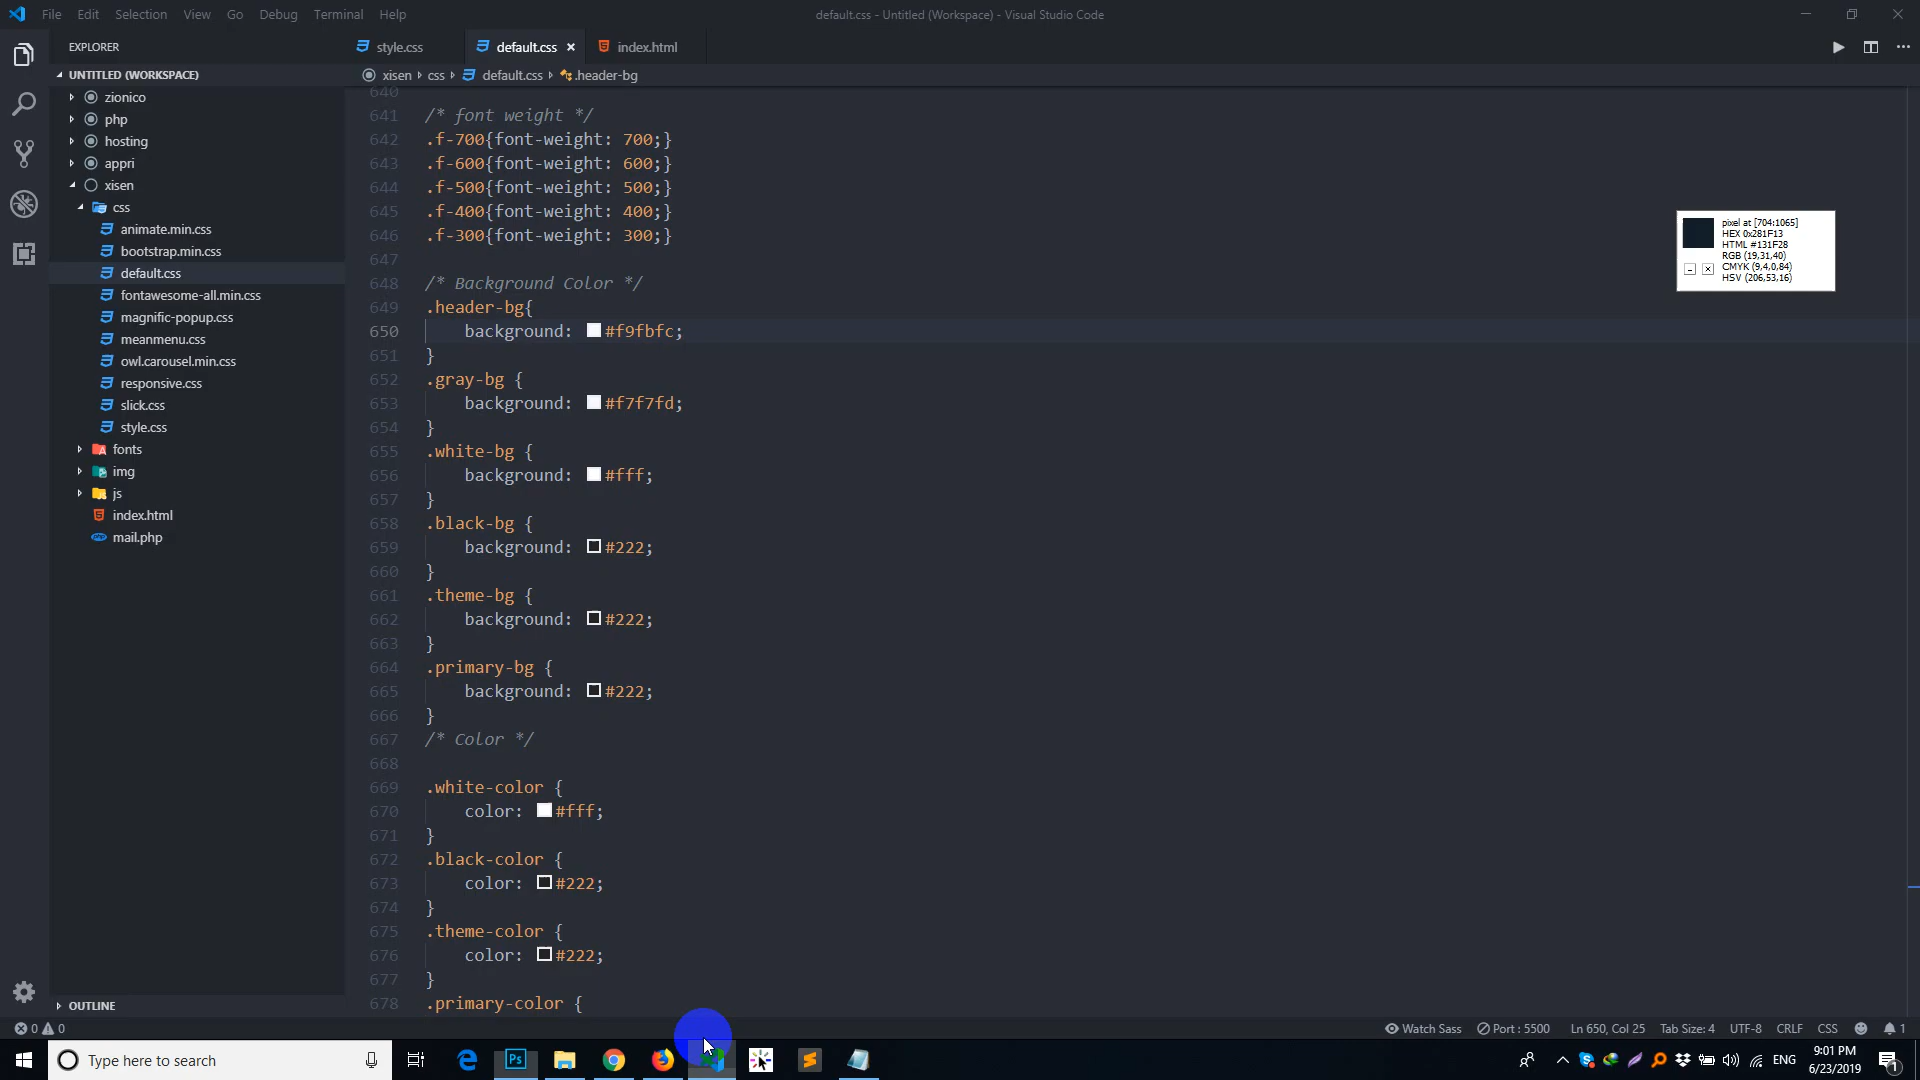 File Edit Selection View Go Debug Terminal Help
default.css - Untitled (Workspace) - Visual Studio Code
EXPLORER
style.css
default.css
index.html
UNTITLED (WORKSPACE)
xisen › css › default.css › .header-bg
zionico
php
hosting
appri
xisen
css
animate.min.css
bootstrap.min.css
default.css
fontawesome-all.min.css
magnific-popup.css
meanmenu.css
owl.carousel.min.css
responsive.css
slick.css
style.css
fonts
img
js
index.html
mail.php
OUTLINE
640
641 /* font weight */
642 .f-700{font-weight: 700;}
643 .f-600{font-weight: 600;}
644 .f-500{font-weight: 500;}
645 .f-400{font-weight: 400;}
646 .f-300{font-weight: 300;}
647
648 /* Background Color */
649 .header-bg{
650 background: #f9fbfc;
651 }
652 .gray-bg {
653 background: #f7f7fd;
654 }
655 .white-bg {
656 background: #fff;
657 }
658 .black-bg {
659 background: #222;
660 }
661 .theme-bg {
662 background: #222;
663 }
664 .primary-bg {
665 background: #222;
666 }
667 /* Color */
668
669 .white-color {
670 color: #fff;
671 }
672 .black-color {
673 color: #222;
674 }
675 .theme-color {
676 color: #222;
677 }
678 .primary-color {
pixel at [704:1065]
HEX 0x281F13
HTML #131F28
RGB (19,31,40)
CMYK (9,4,0,84)
HSV (206,53,16)
0 0
Watch Sass Port : 5500 Ln 650, Col 25 Tab Size: 4 UTF-8 CRLF CSS 1
Type here to search
Ps
ENG
9:01 PM
6/23/2019
1